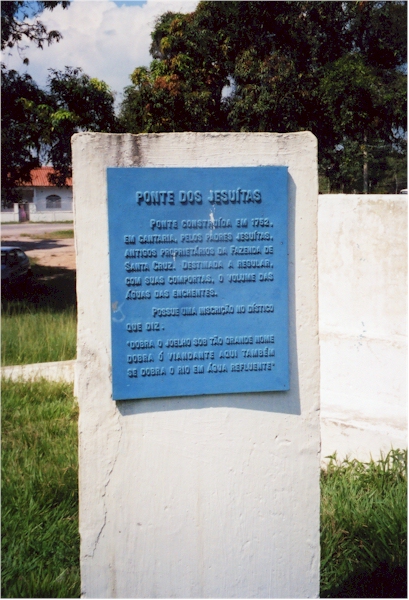 PONTE DOS JESUÍTAS
PONTE CONSTRUÍDA EM 1752,
EM CANTARIA, PELOS PADRES JESUÍTAS,
ANTIGOS PROPRIETÁRIOS DA FAZENDA DE
SANTA CRUZ. DESTINADA A REGULAR,
COM SUAS COMPORTAS, O VOLUME DAS
ÁGUAS DAS ENCHENTES.
POSSUE UMA INSCRIÇÃO NO DÍSTICO
QUE DIZ:
"DOBRA O JOELHO SOB TÃO GRANDE NOME
DOBRA Ó VIANDANTE AQUI TAMBÉM
SE DOBRA O RIO EM ÁGUA REFLUENTE"